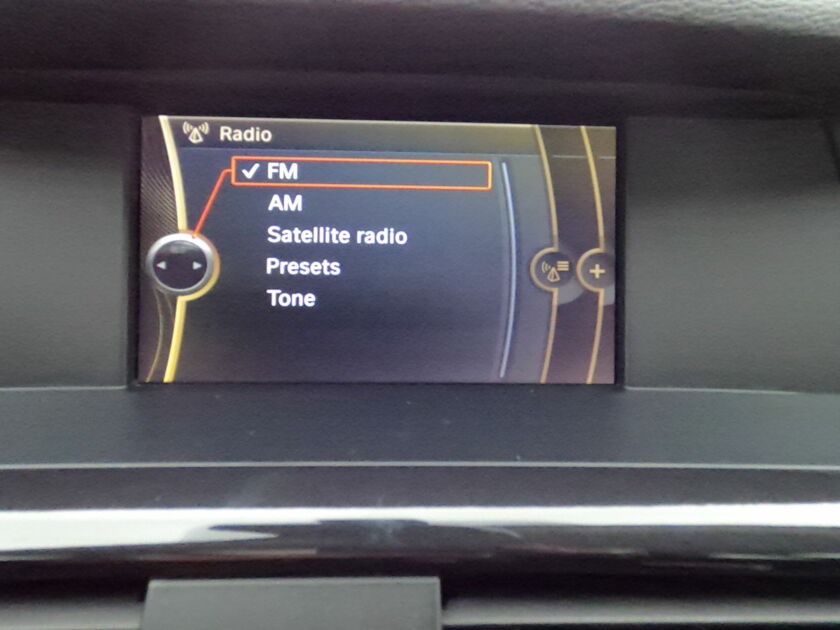 Radio
✓ FM
AM
Satellite radio
Presets
Tone